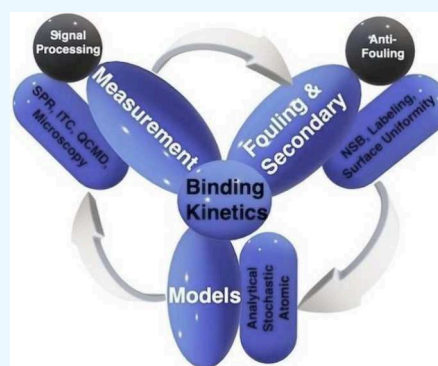 Signal
Processing
Measurement
SPR, ITC, QCMD,
Microscopy
Anti-
Fouling
Fouling &
Secondary
NSB, Labeling,
Surface Uniformity
Binding
Kinetics
Models
Analytical
Stochastic
Atomic